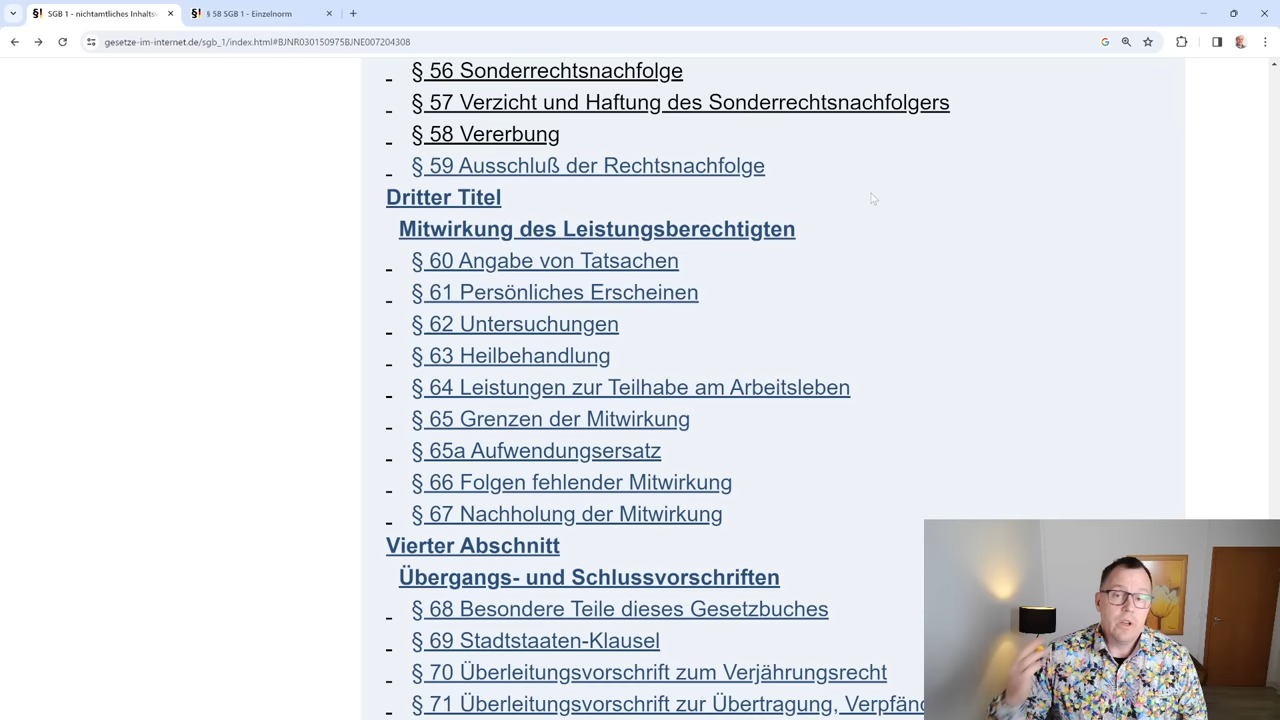 SGB 1 - nichtamtliches Inhaltsv
§ 58 SGB 1 - Einzelnorm
gesetze-im-internet.de/sgb_1/index.html#BJNR030150975BJNE007204308
§ 56 Sonderrechtsnachfolge
§ 57 Verzicht und Haftung des Sonderrechtsnachfolgers
§ 58 Vererbung
§ 59 Ausschluß der Rechtsnachfolge
Dritter Titel
Mitwirkung des Leistungsberechtigten
§ 60 Angabe von Tatsachen
§ 61 Persönliches Erscheinen
§ 62 Untersuchungen
§ 63 Heilbehandlung
§ 64 Leistungen zur Teilhabe am Arbeitsleben
§ 65 Grenzen der Mitwirkung
§ 65a Aufwendungsersatz
§ 66 Folgen fehlender Mitwirkung
§ 67 Nachholung der Mitwirkung
Vierter Abschnitt
Übergangs- und Schlussvorschriften
§ 68 Besondere Teile dieses Gesetzbuches
§ 69 Stadtstaaten-Klausel
§ 70 Überleitungsvorschrift zum Verjährungsrecht
§ 71 Überleitungsvorschrift zur Übertragung, Verpfän